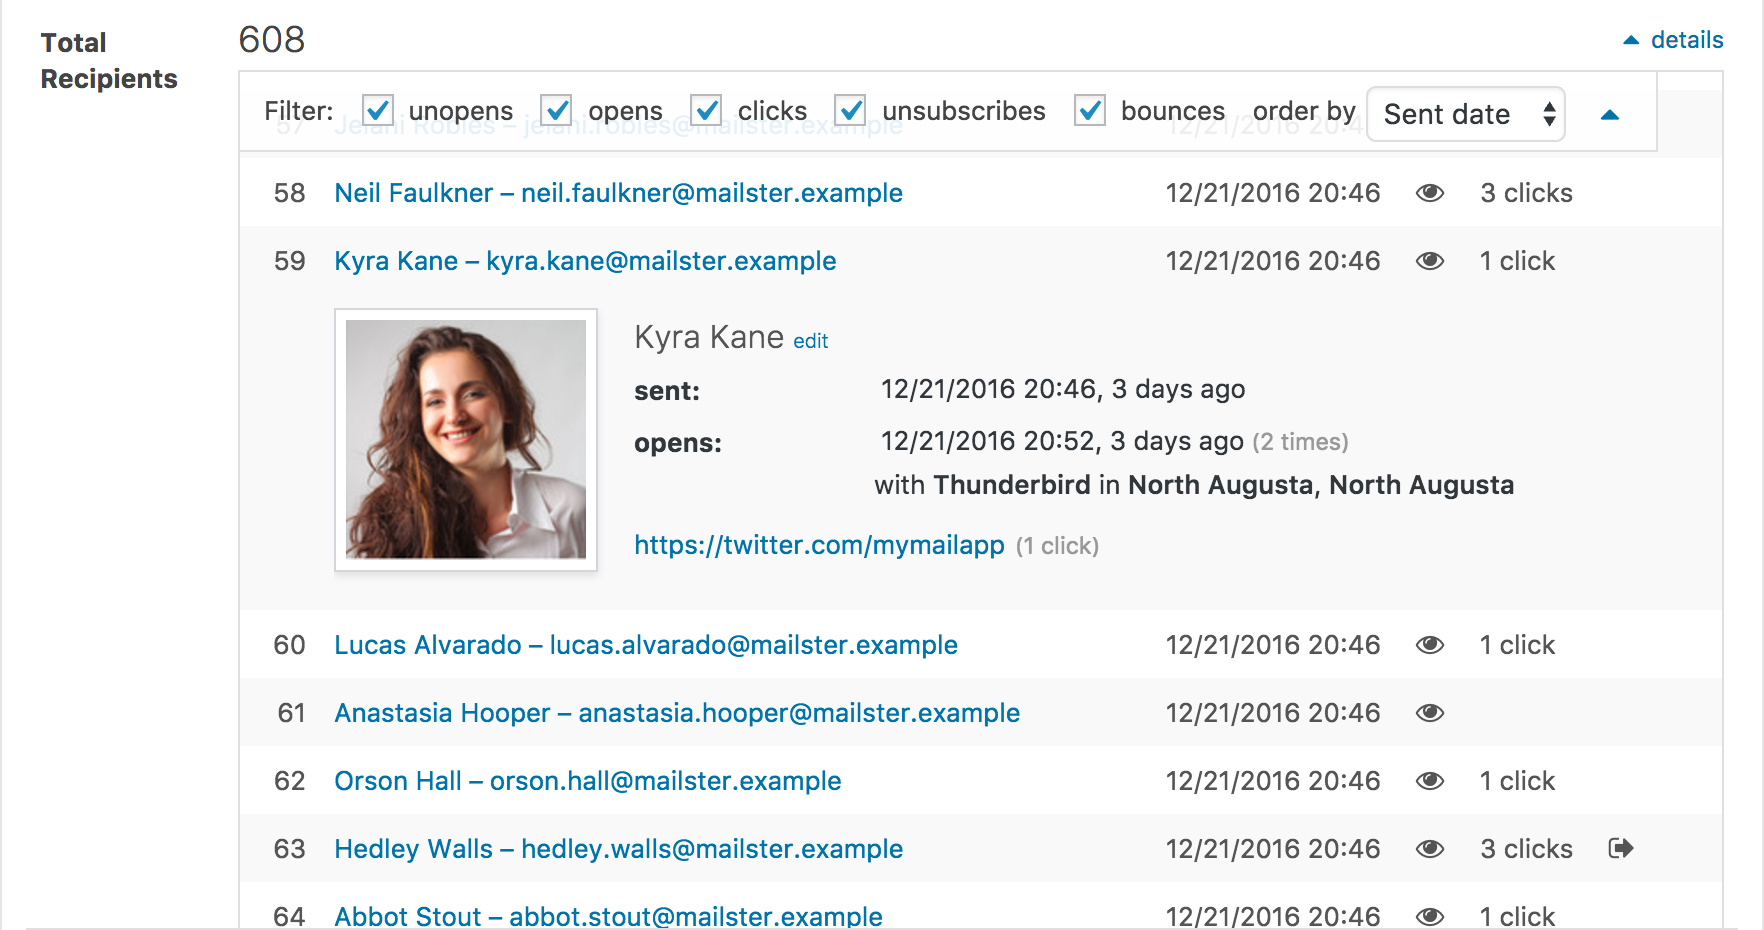 Total Recipients
608
details
Filter: unopens opens clicks unsubscribes bounces order by Sent date
57 Jelani Robles – jelani.robles@mailster.example 12/21/2016 20:4
58 Neil Faulkner – neil.faulkner@mailster.example 12/21/2016 20:46 3 clicks
59 Kyra Kane – kyra.kane@mailster.example 12/21/2016 20:46 1 click
Kyra Kane edit
sent: 12/21/2016 20:46, 3 days ago
opens: 12/21/2016 20:52, 3 days ago (2 times)
with Thunderbird in North Augusta, North Augusta
https://twitter.com/mymailapp (1 click)
60 Lucas Alvarado – lucas.alvarado@mailster.example 12/21/2016 20:46 1 click
61 Anastasia Hooper – anastasia.hooper@mailster.example 12/21/2016 20:46
62 Orson Hall – orson.hall@mailster.example 12/21/2016 20:46 1 click
63 Hedley Walls – hedley.walls@mailster.example 12/21/2016 20:46 3 clicks
64 Abbot Stout – abbot.stout@mailster.example 12/21/2016 20:46 1 click